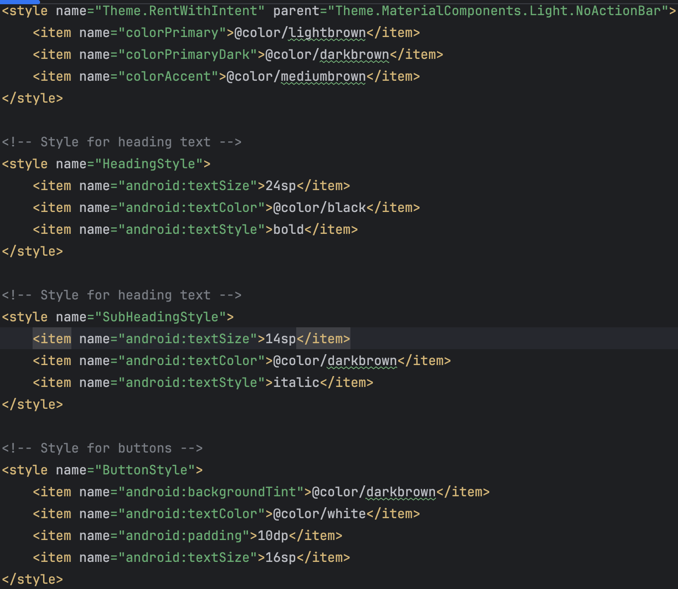 <style name="Theme.RentWithIntent" parent="Theme.MaterialComponents.Light.NoActionBar">
    <item name="colorPrimary">@color/lightbrown</item>
    <item name="colorPrimaryDark">@color/darkbrown</item>
    <item name="colorAccent">@color/mediumbrown</item>
</style>

<!-- Style for heading text -->
<style name="HeadingStyle">
    <item name="android:textSize">24sp</item>
    <item name="android:textColor">@color/black</item>
    <item name="android:textStyle">bold</item>
</style>

<!-- Style for heading text -->
<style name="SubHeadingStyle">
    <item name="android:textSize">14sp</item>
    <item name="android:textColor">@color/darkbrown</item>
    <item name="android:textStyle">italic</item>
</style>

<!-- Style for buttons -->
<style name="ButtonStyle">
    <item name="android:backgroundTint">@color/darkbrown</item>
    <item name="android:textColor">@color/white</item>
    <item name="android:padding">10dp</item>
    <item name="android:textSize">16sp</item>
</style>